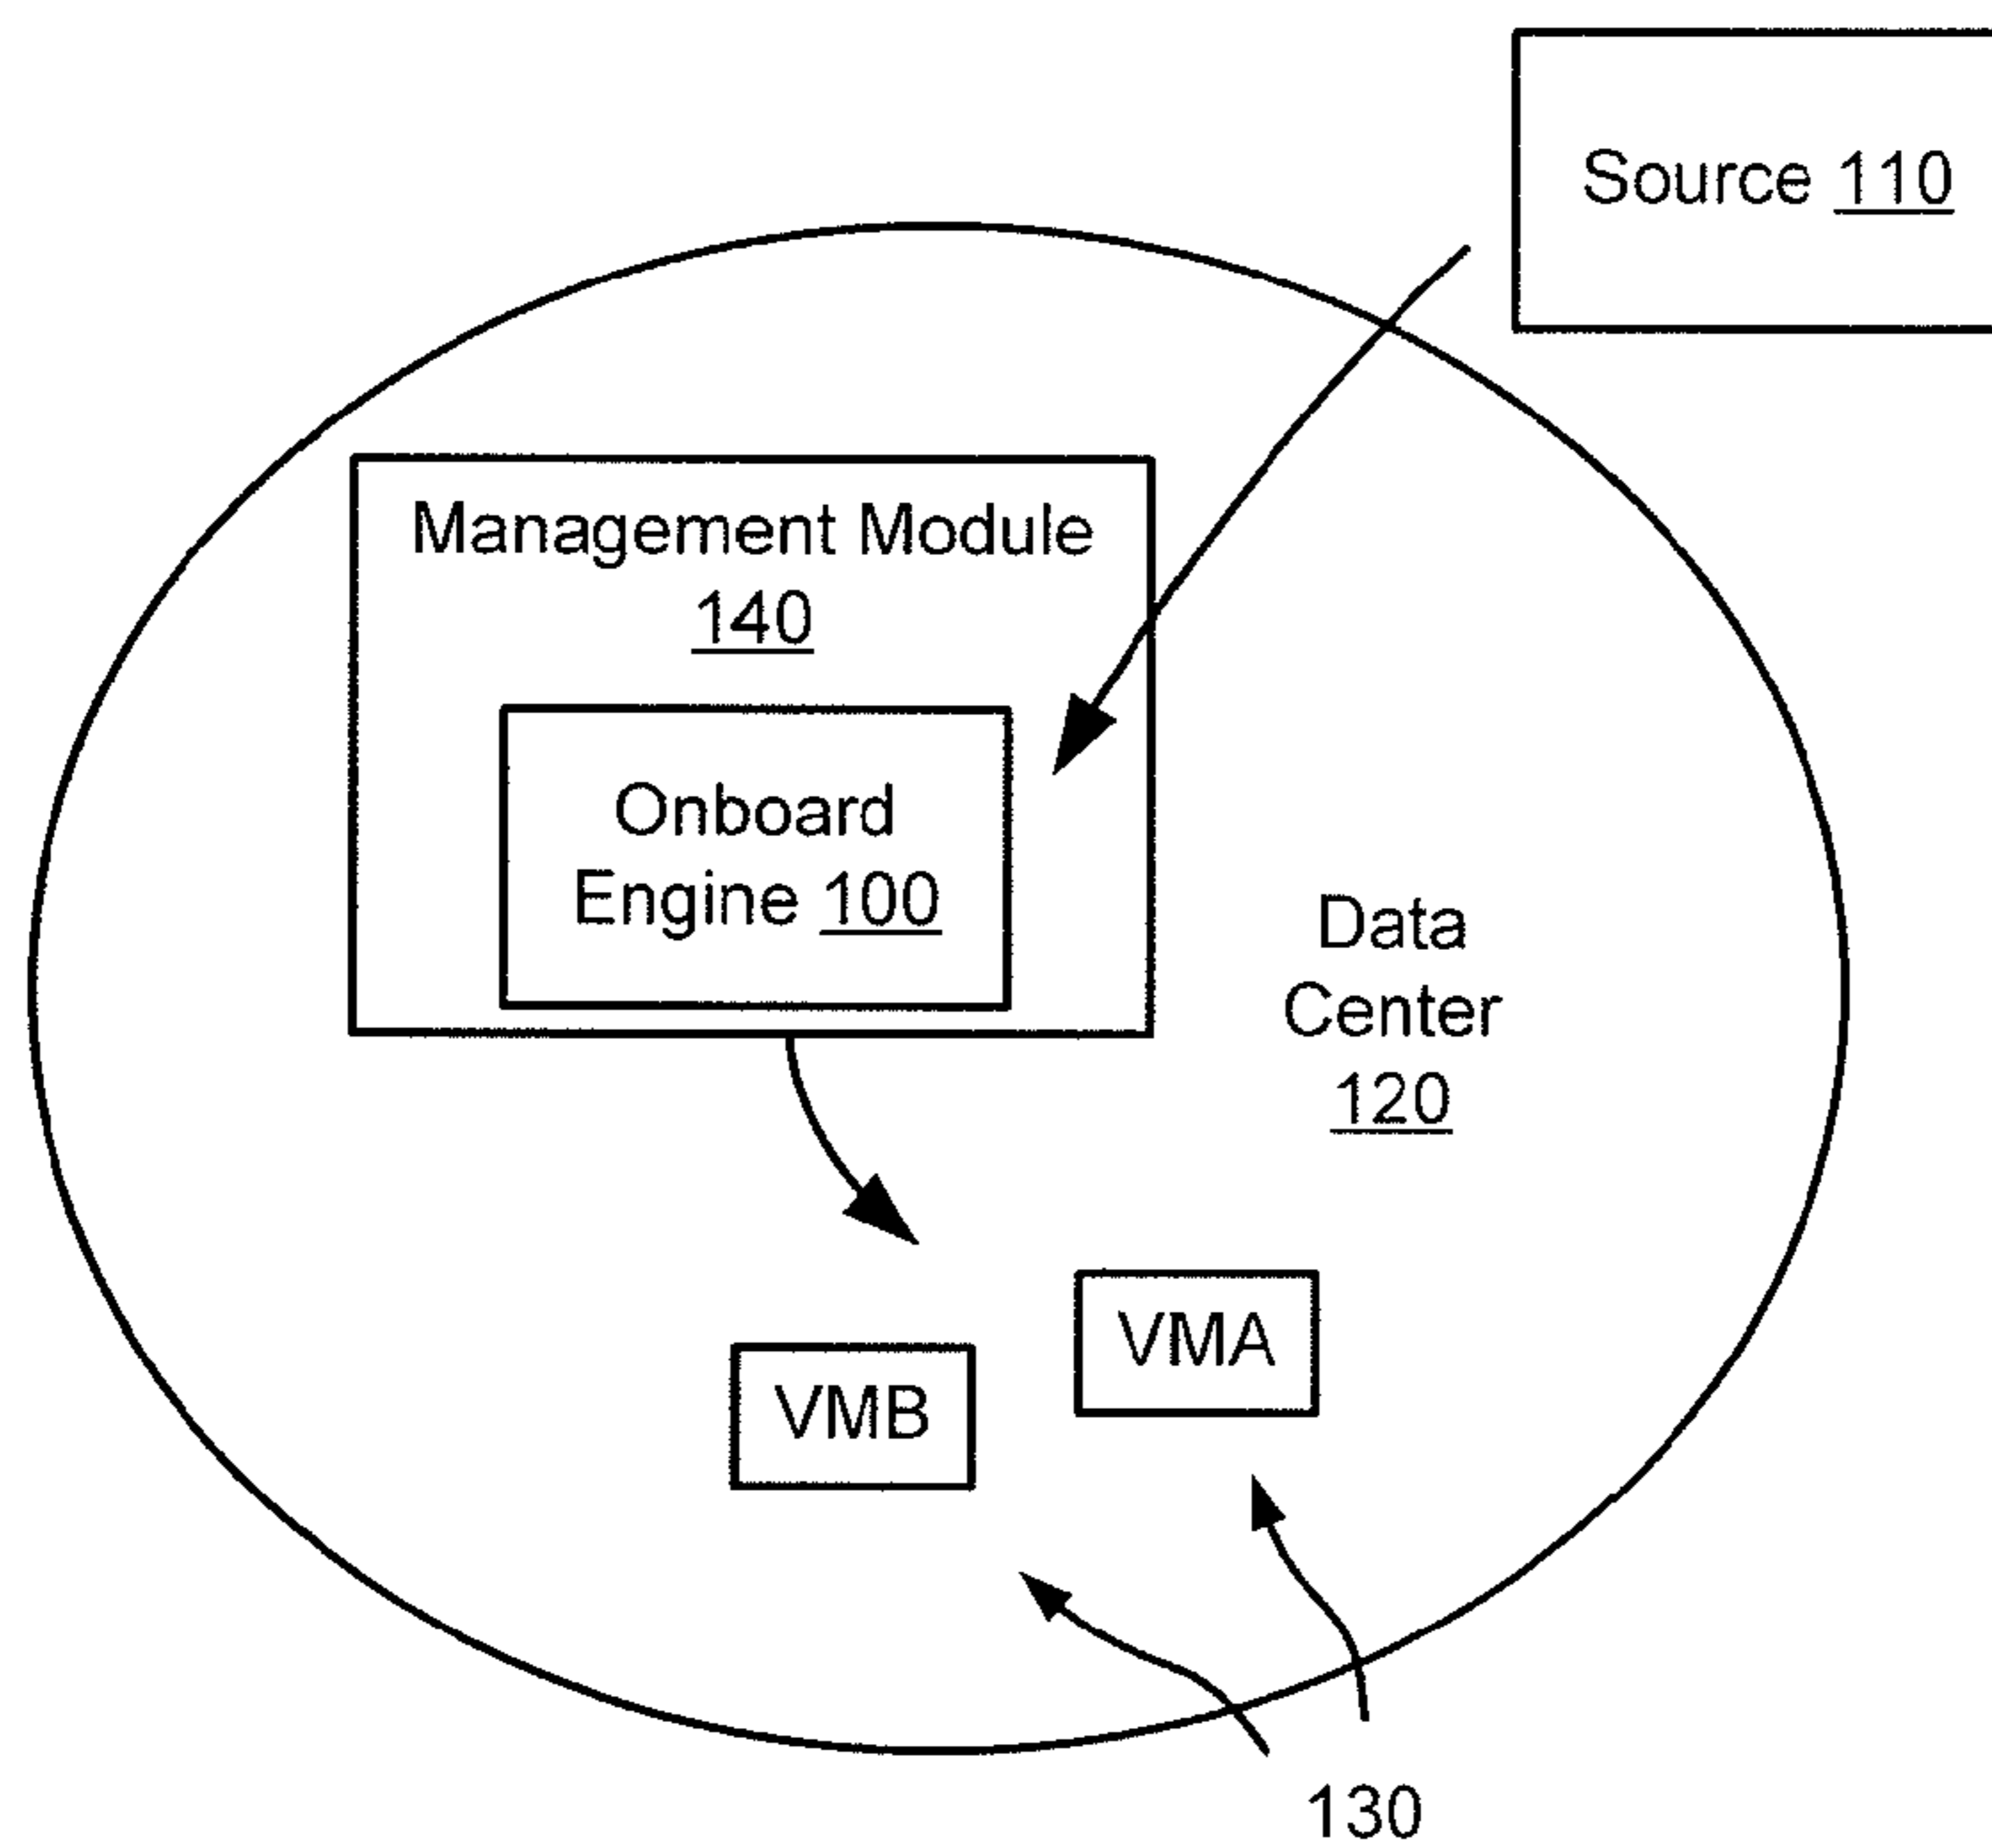 Source 110
Management Module
140
Onboard
Engine 100
Data
Center
120
VMA
VMB
130